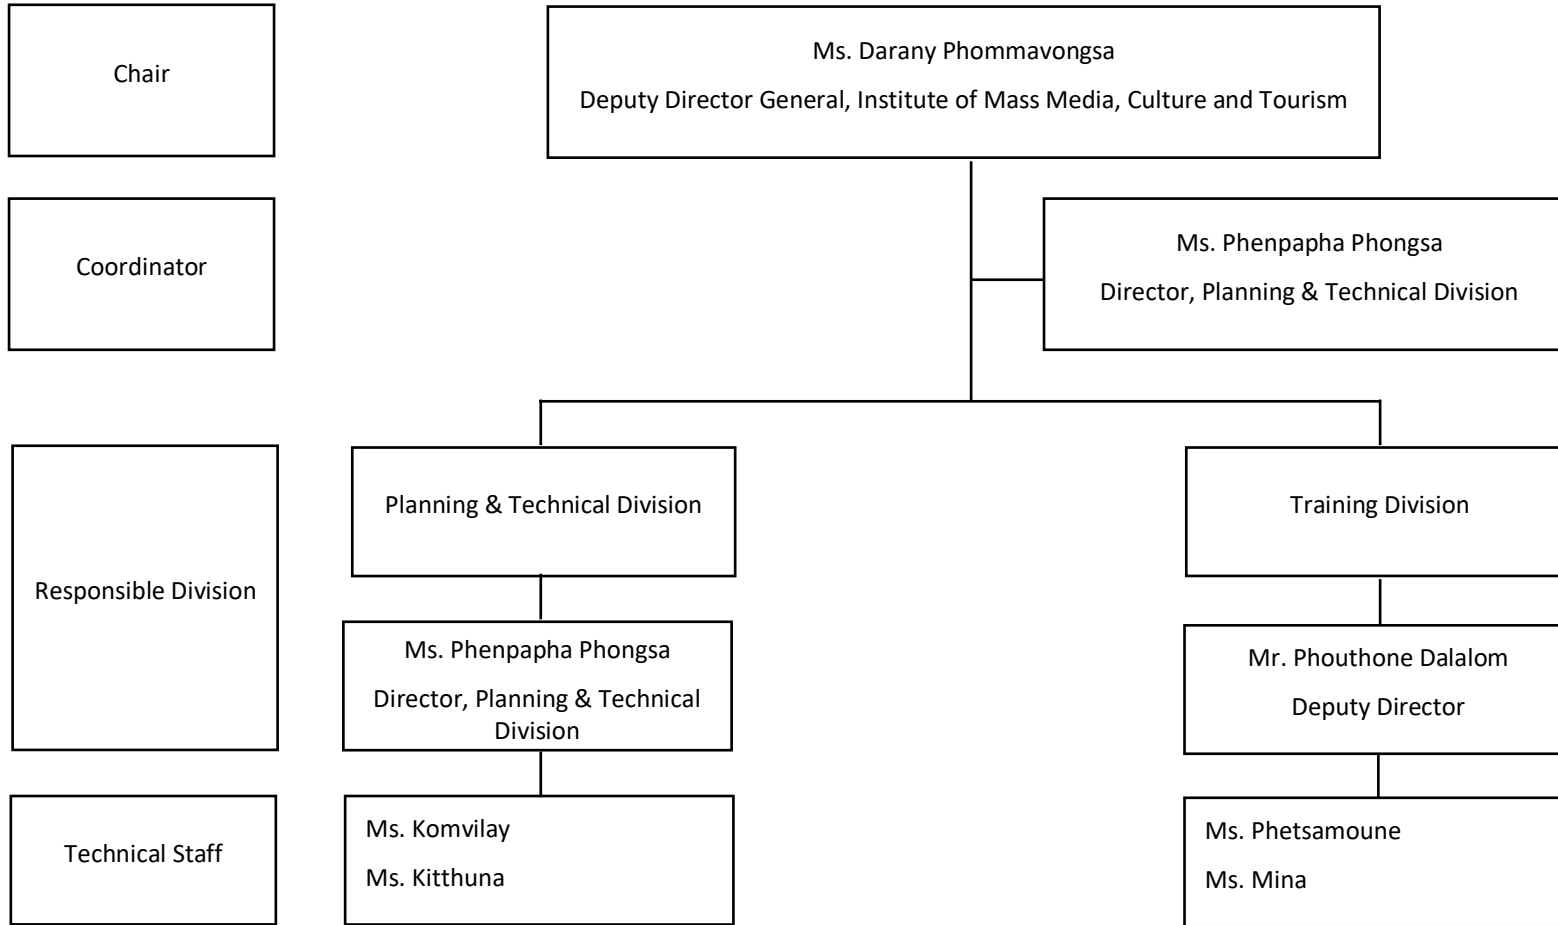 Chair
Ms. Darany Phommavongsa
Deputy Director General, Institute of Mass Media, Culture and Tourism
Coordinator
Ms. Phenpapha Phongsa
Director, Planning & Technical Division
Responsible Division
Planning & Technical Division
Training Division
Ms. Phenpapha Phongsa
Director, Planning & Technical
Division
Mr. Phouthone Dalalom
Deputy Director
Technical Staff
Ms. Komvilay
Ms. Kitthuna
Ms. Phetsamoune
Ms. Mina